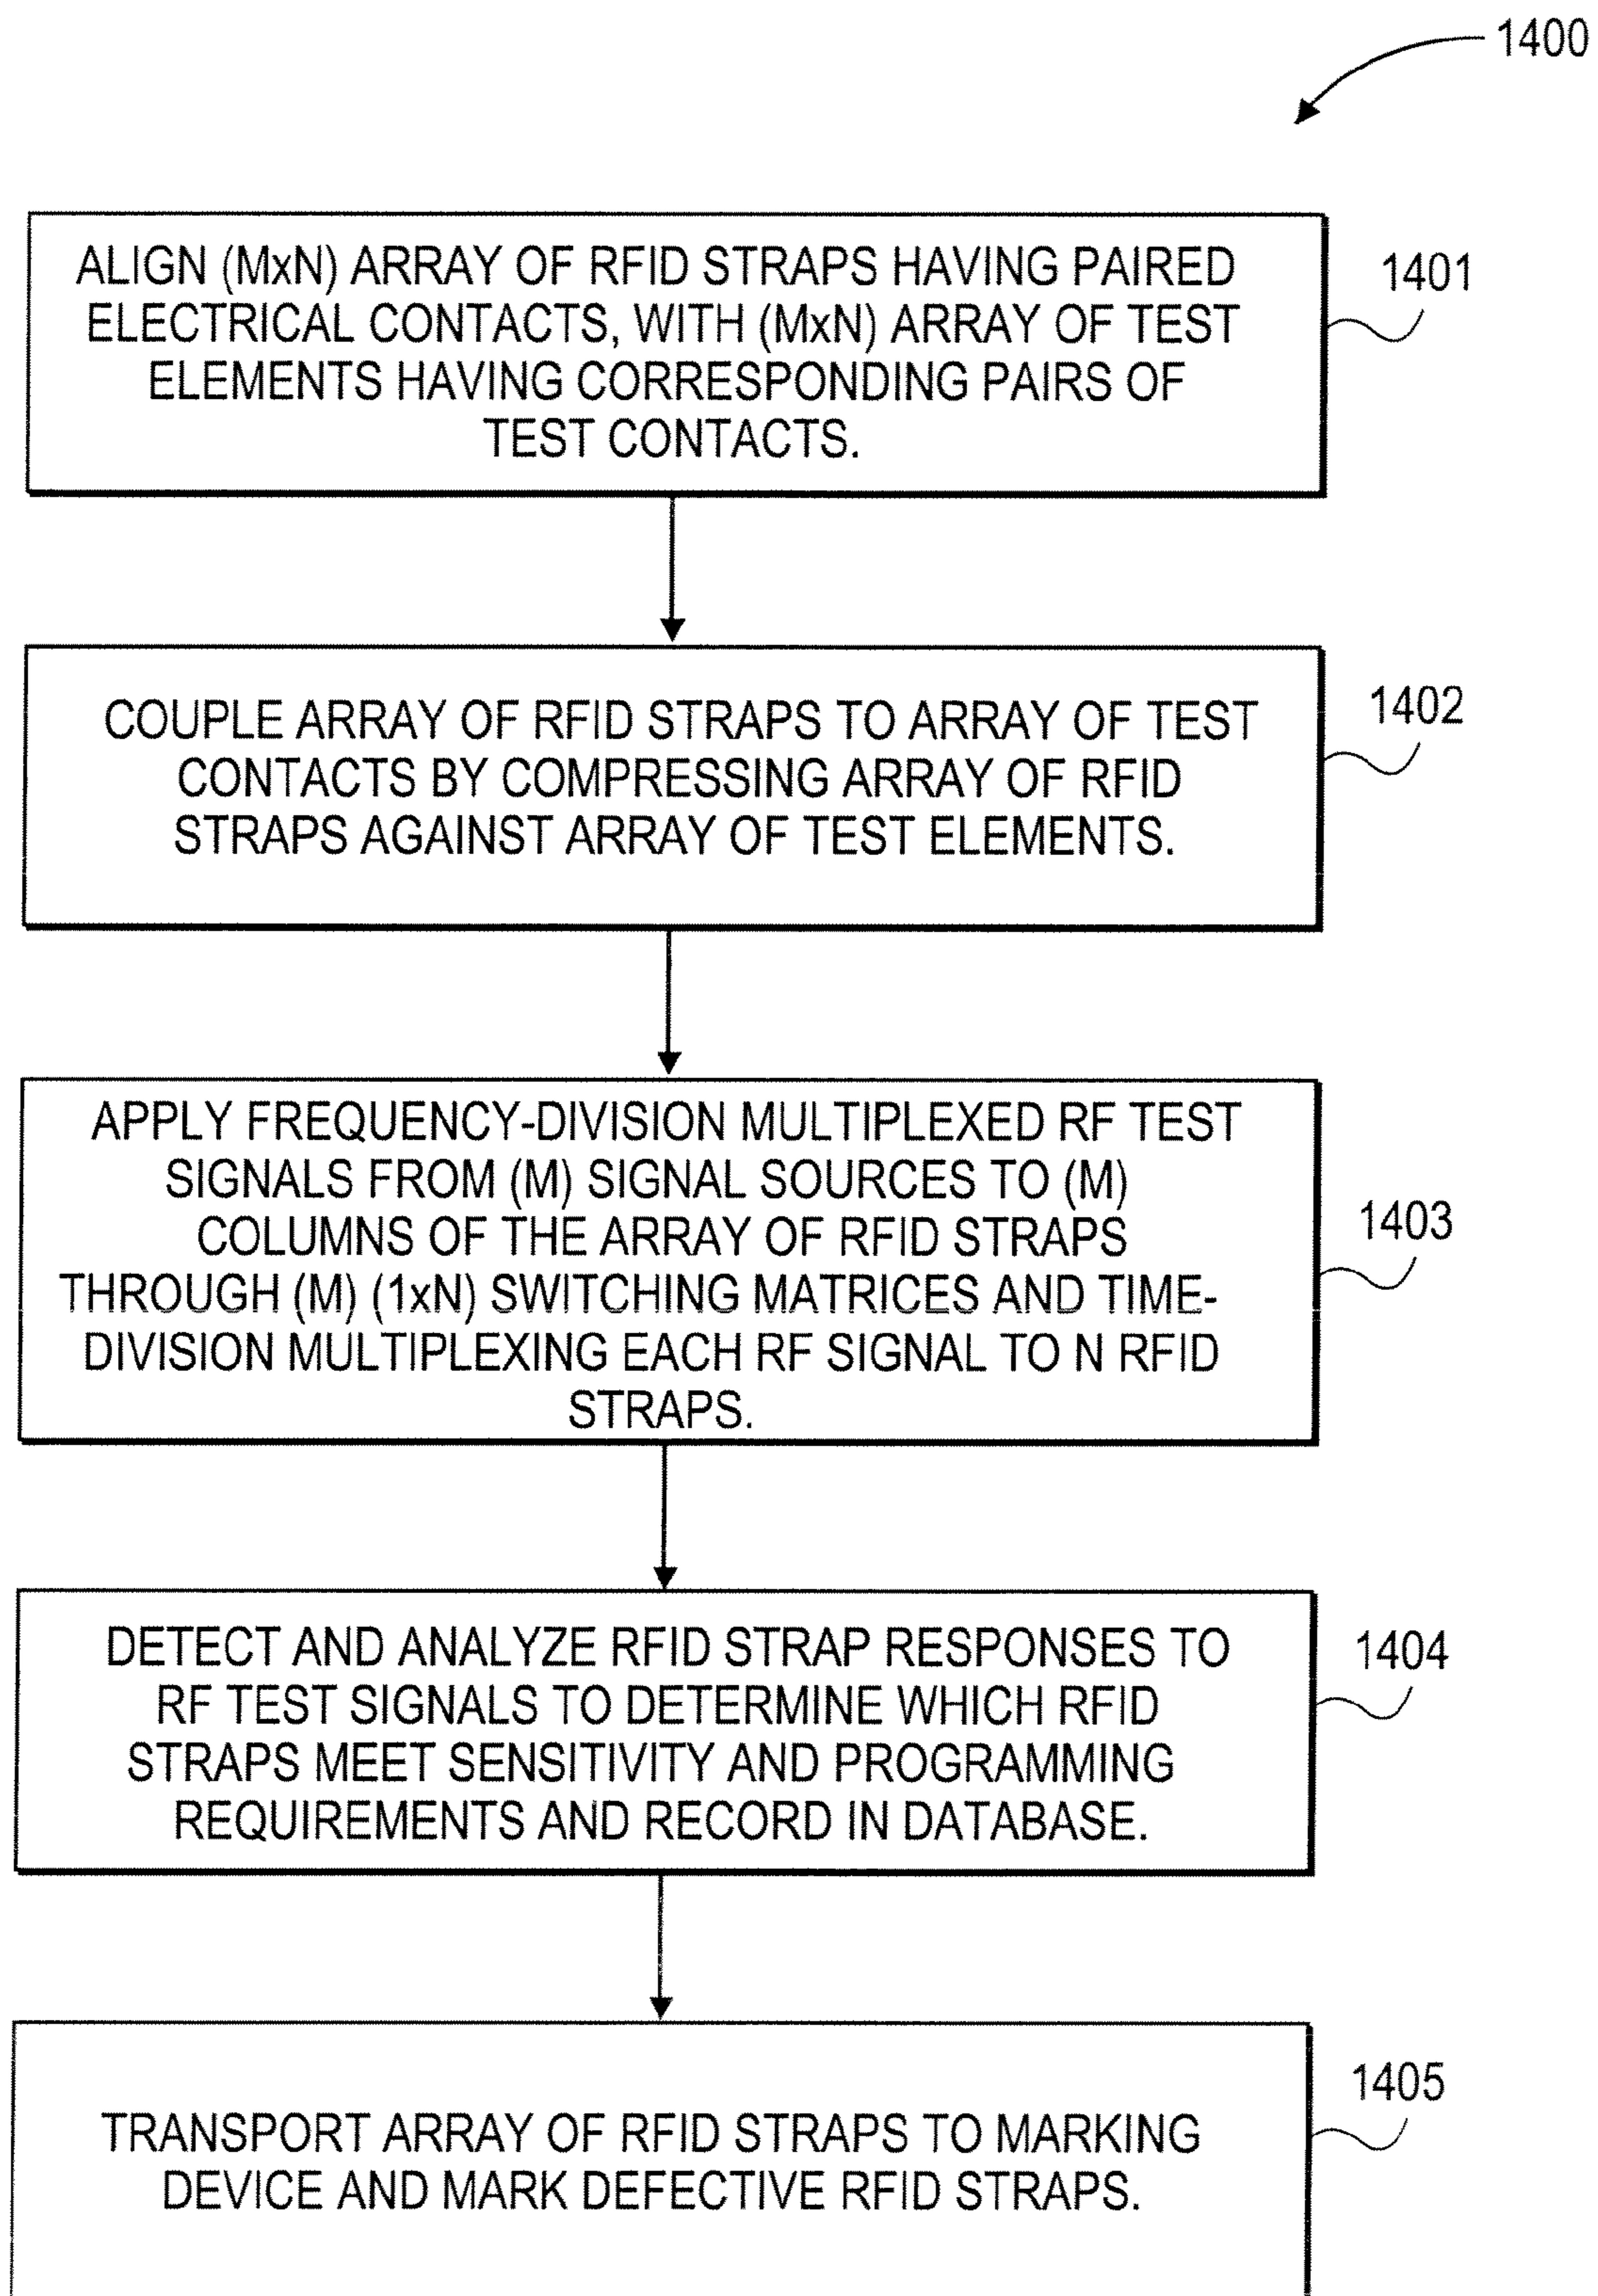 1400
ALIGN (MxN) ARRAY OF RFID STRAPS HAVING PAIRED
ELECTRICAL CONTACTS, WITH (MxN) ARRAY OF TEST
ELEMENTS HAVING CORRESPONDING PAIRS OF
TEST CONTACTS.
1401
COUPLE ARRAY OF RFID STRAPS TO ARRAY OF TEST
CONTACTS BY COMPRESSING ARRAY OF RFID
STRAPS AGAINST ARRAY OF TEST ELEMENTS.
1402
APPLY FREQUENCY-DIVISION MULTIPLEXED RF TEST
SIGNALS FROM (M) SIGNAL SOURCES TO (M)
COLUMNS OF THE ARRAY OF RFID STRAPS
THROUGH (M) (1xN) SWITCHING MATRICES AND TIME-
DIVISION MULTIPLEXING EACH RF SIGNAL TO N RFID
STRAPS.
1403
DETECT AND ANALYZE RFID STRAP RESPONSES TO
RF TEST SIGNALS TO DETERMINE WHICH RFID
STRAPS MEET SENSITIVITY AND PROGRAMMING
REQUIREMENTS AND RECORD IN DATABASE.
1404
TRANSPORT ARRAY OF RFID STRAPS TO MARKING
DEVICE AND MARK DEFECTIVE RFID STRAPS.
1405